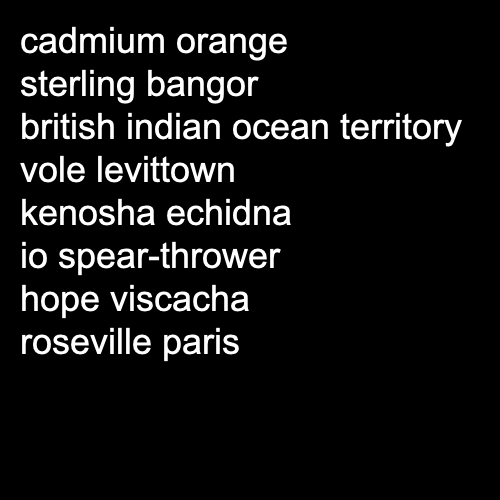 cadmium orange
sterling bangor
british indian ocean territory
vole levittown
kenosha echidna
io spear-thrower
hope viscacha
roseville paris